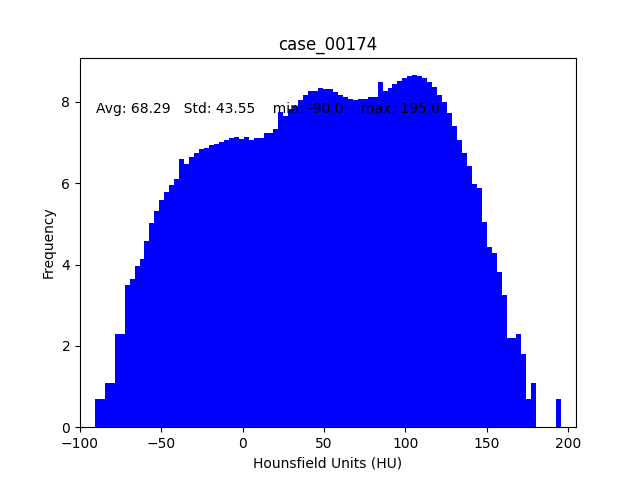 case_00174
Avg: 68.29 Std: 43.55 min: -90.0 max: 195.0
8
6
4
2
0
Frequency
−100 −50 0 50 100 150 200
Hounsfield Units (HU)